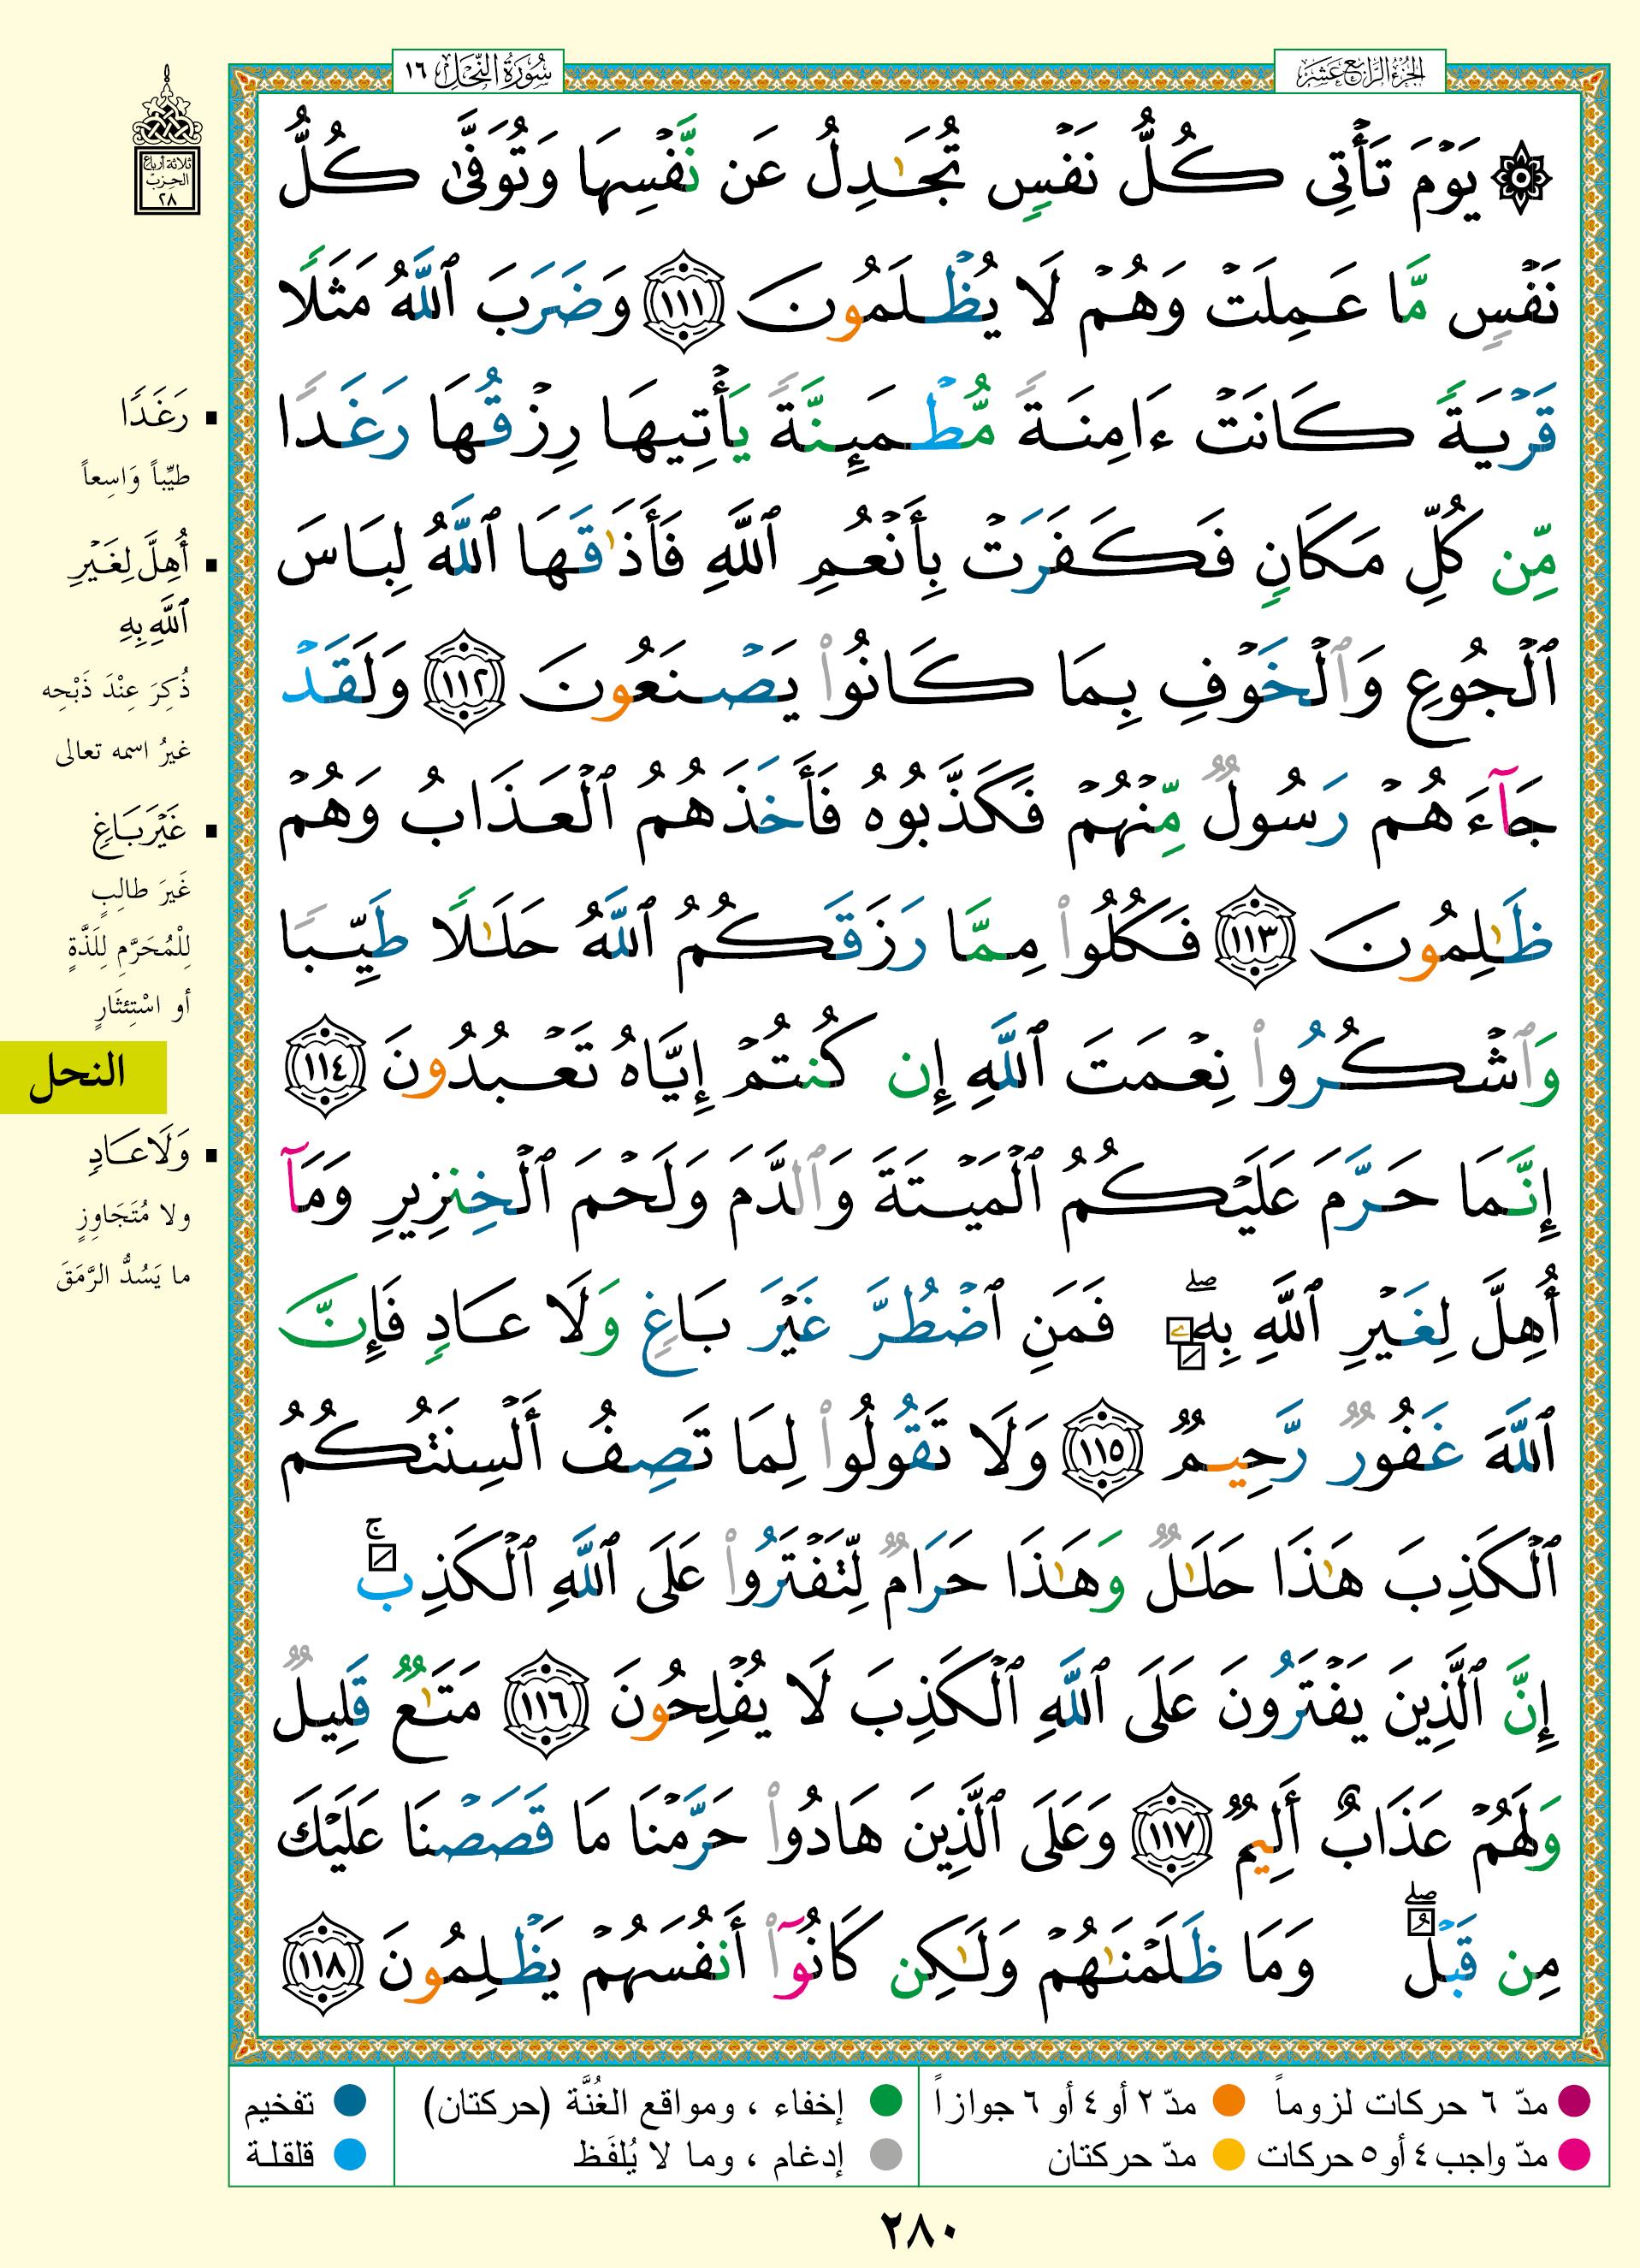 الجزء الرابع عشر
سورة النحل ١٦
۞ يَوۡمَ تَأۡتِي كُلُّ نَفۡسٖ تُجَٰدِلُ عَن نَّفۡسِهَا وَتُوَفَّىٰ كُلُّ
نَفۡسٖ مَّا عَمِلَتۡ وَهُمۡ لَا يُظۡلَمُونَ ١١١ وَضَرَبَ ٱللَّهُ مَثَلٗا
قَرۡيَةٗ كَانَتۡ ءَامِنَةٗ مُّطۡمَئِنَّةٗ يَأۡتِيهَا رِزۡقُهَا رَغَدٗا
مِّن كُلِّ مَكَانٖ فَكَفَرَتۡ بِأَنۡعُمِ ٱللَّهِ فَأَذَٰقَهَا ٱللَّهُ لِبَاسَ
ٱلۡجُوعِ وَٱلۡخَوۡفِ بِمَا كَانُواْ يَصۡنَعُونَ ١١٢ وَلَقَدۡ
جَآءَهُمۡ رَسُولٞ مِّنۡهُمۡ فَكَذَّبُوهُ فَأَخَذَهُمُ ٱلۡعَذَابُ وَهُمۡ
ظَٰلِمُونَ ١١٣ فَكُلُواْ مِمَّا رَزَقَكُمُ ٱللَّهُ حَلَٰلٗا طَيِّبٗا
وَٱشۡكُرُواْ نِعۡمَتَ ٱللَّهِ إِن كُنتُمۡ إِيَّاهُ تَعۡبُدُونَ ١١٤
إِنَّمَا حَرَّمَ عَلَيۡكُمُ ٱلۡمَيۡتَةَ وَٱلدَّمَ وَلَحۡمَ ٱلۡخِنزِيرِ وَمَآ
أُهِلَّ لِغَيۡرِ ٱللَّهِ بِهِۦۖ فَمَنِ ٱضۡطُرَّ غَيۡرَ بَاغٖ وَلَا عَادٖ فَإِنَّ
ٱللَّهَ غَفُورٞ رَّحِيمٞ ١١٥ وَلَا تَقُولُواْ لِمَا تَصِفُ أَلۡسِنَتُكُمُ
ٱلۡكَذِبَ هَٰذَا حَلَٰلٞ وَهَٰذَا حَرَامٞ لِّتَفۡتَرُواْ عَلَى ٱللَّهِ ٱلۡكَذِبَۚ
إِنَّ ٱلَّذِينَ يَفۡتَرُونَ عَلَى ٱللَّهِ ٱلۡكَذِبَ لَا يُفۡلِحُونَ ١١٦ مَتَٰعٞ قَلِيلٞ
وَلَهُمۡ عَذَابٌ أَلِيمٞ ١١٧ وَعَلَى ٱلَّذِينَ هَادُواْ حَرَّمۡنَا مَا قَصَصۡنَا عَلَيۡكَ
مِن قَبۡلُۖ وَمَا ظَلَمۡنَٰهُمۡ وَلَٰكِن كَانُوٓاْ أَنفُسَهُمۡ يَظۡلِمُونَ ١١٨
ثلاثة أرباع
الحزب
٢٨
رَغَدٗا
طيِّباً وَاسِعاً
أُهِلَّ لِغَيۡرِ
ٱللَّهِ بِهِ
ذُكِرَ عِنْدَ ذَبْحِه
غيرُ اسمه تعالى
غَيۡرَ بَاغٖ
غَيرَ طالِبٍ
لِلْمُحَرَّمِ لِلَذَّةٍ
أو اسْتِئثَارٍ
النحل
وَلَا عَادٖ
ولا مُتَجَاوِزٍ
ما يَسُدُّ الرَّمَقَ
مدّ ٦ حركات لزوماً
مدّ ٢ أو ٤ أو ٦ جوازاً
إخفاء ، ومواقع الغُنَّة (حركتان)
تفخيم
مدّ واجب ٤ أو ٥ حركات
مدّ حركتان
إدغام ، وما لا يُلفَظ
قلقلة
٢٨٠